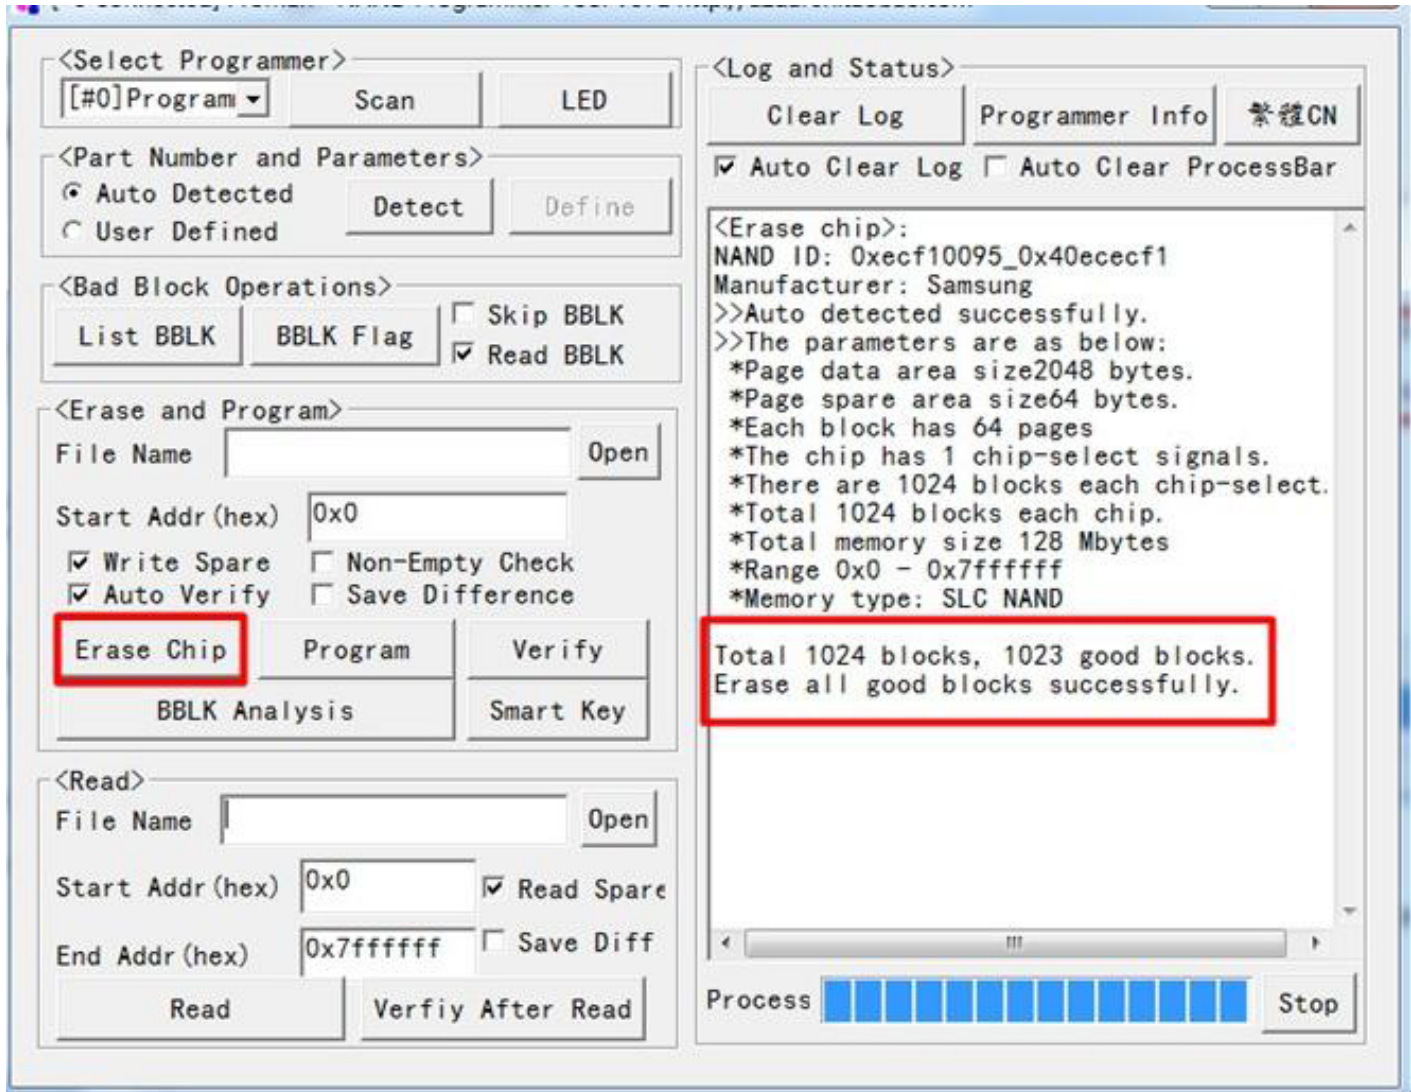 <Select Programmer>
[#0]Program
Scan
LED
<Part Number and Parameters>
Auto Detected
User Defined
Detect
Define
<Bad Block Operations>
List BBLK
BBLK Flag
Skip BBLK
Read BBLK
<Erase and Program>
File Name
Open
Start Addr(hex)
0x0
Write Spare
Non-Empty Check
Auto Verify
Save Difference
Erase Chip
Program
Verify
BBLK Analysis
Smart Key
<Read>
File Name
Open
Start Addr(hex)
0x0
Read Spare
End Addr(hex)
0x7ffffff
Save Diff
Read
Verfiy After Read
<Log and Status>
Clear Log
Programmer Info
繁體CN
Auto Clear Log
Auto Clear ProcessBar
<Erase chip>:
NAND ID: 0xecf10095_0x40ececf1
Manufacturer: Samsung
>>Auto detected successfully.
>>The parameters are as below:
*Page data area size2048 bytes.
*Page spare area size64 bytes.
*Each block has 64 pages
*The chip has 1 chip-select signals.
*There are 1024 blocks each chip-select.
*Total 1024 blocks each chip.
*Total memory size 128 Mbytes
*Range 0x0 - 0x7ffffff
*Memory type: SLC NAND
Total 1024 blocks, 1023 good blocks.
Erase all good blocks successfully.
Process
Stop